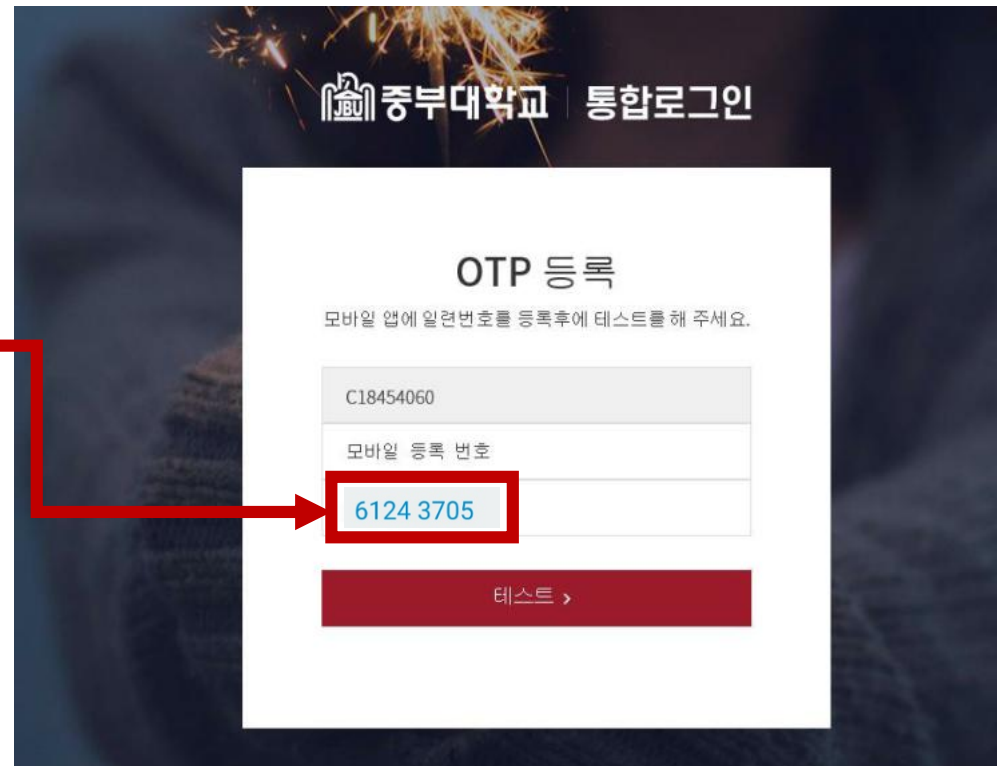 JBU 중부대학교 | 통합로그인
OTP 등록
모바일 앱에 일련번호를 등록후에 테스트를 해 주세요.
C18454060
모바일 등록 번호
6124 3705
테스트 >